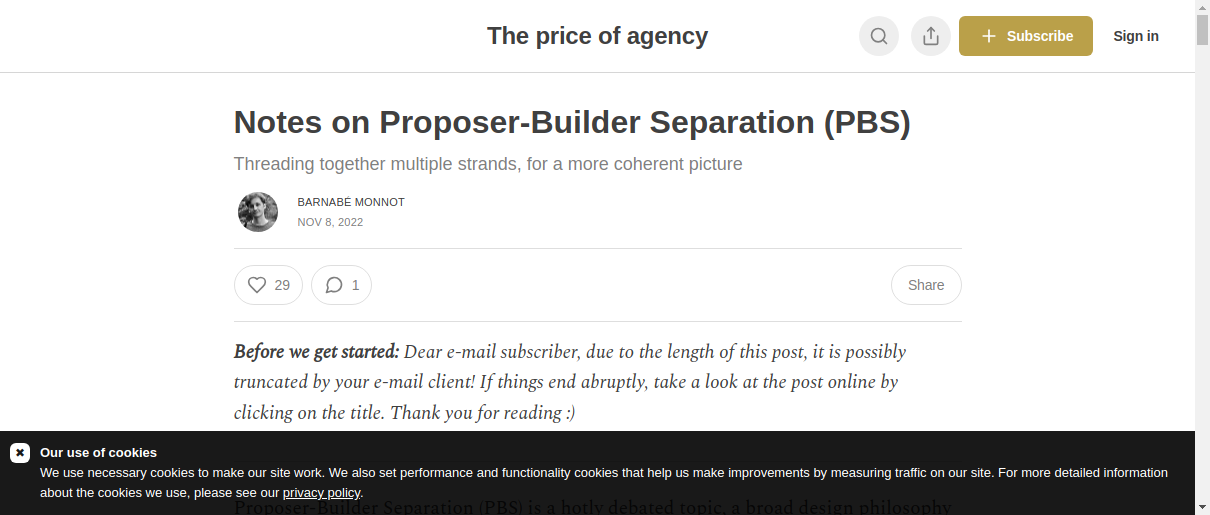 The price of agency
Subscribe
Sign in
Notes on Proposer-Builder Separation (PBS)
Threading together multiple strands, for a more coherent picture
BARNABÉ MONNOT
NOV 8, 2022
29
1
Share
Before we get started: Dear e-mail subscriber, due to the length of this post, it is possibly
truncated by your e-mail client! If things end abruptly, take a look at the post online by
clicking on the title. Thank you for reading :)
Our use of cookies
We use necessary cookies to make our site work. We also set performance and functionality cookies that help us make improvements by measuring traffic on our site. For more detailed information
about the cookies we use, please see our privacy policy.
Proposer-Builder Separation (PBS) is a hotly debated topic, a broad design philosophy